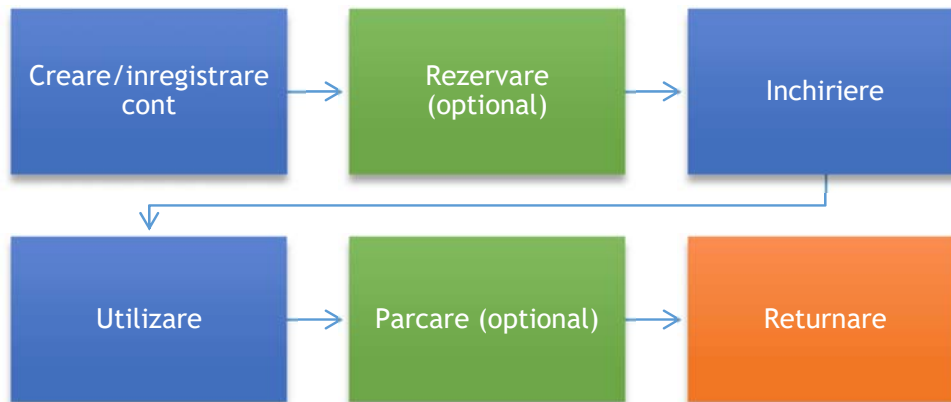 Creare/inregistrare
cont
Rezervare
(optional)
Inchiriere
Utilizare
Parcare (optional)
Returnare